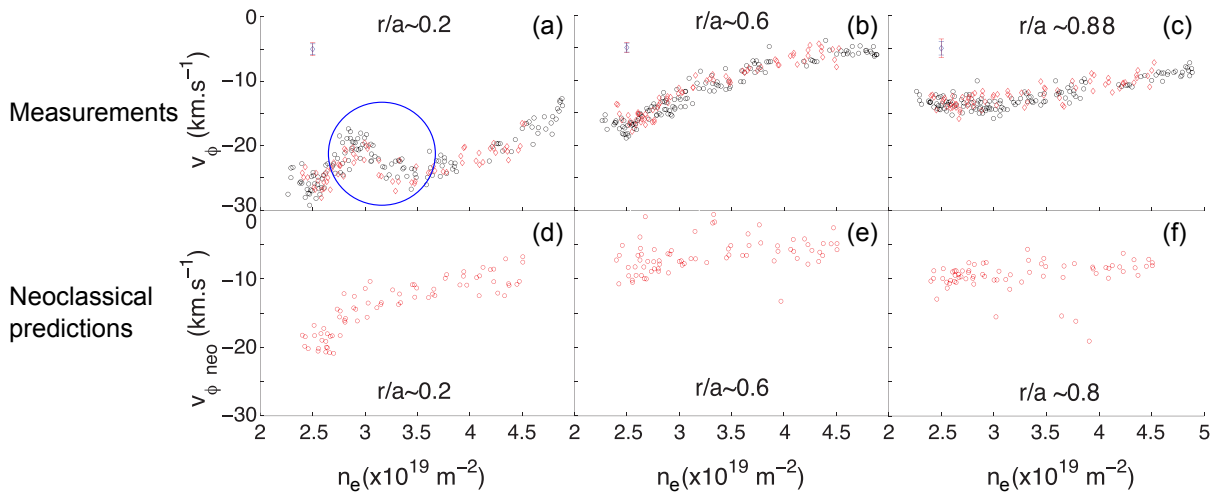 Measurements
Neoclassical
predictions
v_ϕ (km.s⁻¹)
0
−10
−20
−30
r/a~0.2
(a)
r/a~0.6
(b)
r/a ~0.88
(c)
v_ϕ neo (km.s⁻¹)
0
−10
−20
−30
(d)
r/a~0.2
(e)
r/a~0.6
(f)
r/a ~0.8
2 2.5 3 3.5 4 4.5 2 2.5 3 3.5 4 4.5 2 2.5 3 3.5 4 4.5 5
nₑ(x10¹⁹ m⁻²) nₑ(x10¹⁹ m⁻²) nₑ(x10¹⁹ m⁻²)